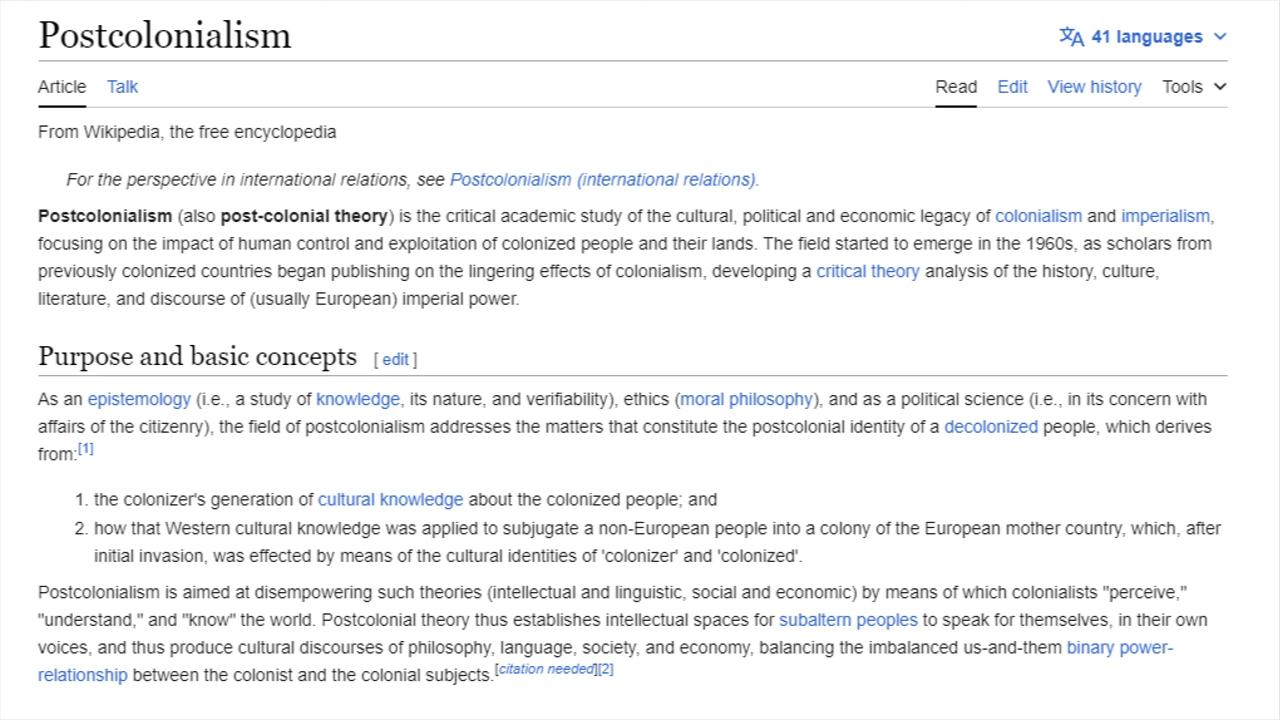 Postcolonialism
41 languages
Article Talk Read Edit View history Tools
From Wikipedia, the free encyclopedia
For the perspective in international relations, see Postcolonialism (international relations).
Postcolonialism (also post-colonial theory) is the critical academic study of the cultural, political and economic legacy of colonialism and imperialism,
focusing on the impact of human control and exploitation of colonized people and their lands. The field started to emerge in the 1960s, as scholars from
previously colonized countries began publishing on the lingering effects of colonialism, developing a critical theory analysis of the history, culture,
literature, and discourse of (usually European) imperial power.
Purpose and basic concepts [ edit ]
As an epistemology (i.e., a study of knowledge, its nature, and verifiability), ethics (moral philosophy), and as a political science (i.e., in its concern with
affairs of the citizenry), the field of postcolonialism addresses the matters that constitute the postcolonial identity of a decolonized people, which derives
from:[1]
1. the colonizer's generation of cultural knowledge about the colonized people; and
2. how that Western cultural knowledge was applied to subjugate a non-European people into a colony of the European mother country, which, after
initial invasion, was effected by means of the cultural identities of 'colonizer' and 'colonized'.
Postcolonialism is aimed at disempowering such theories (intellectual and linguistic, social and economic) by means of which colonialists "perceive,"
"understand," and "know" the world. Postcolonial theory thus establishes intellectual spaces for subaltern peoples to speak for themselves, in their own
voices, and thus produce cultural discourses of philosophy, language, society, and economy, balancing the imbalanced us-and-them binary power-
relationship between the colonist and the colonial subjects.[citation needed][2]